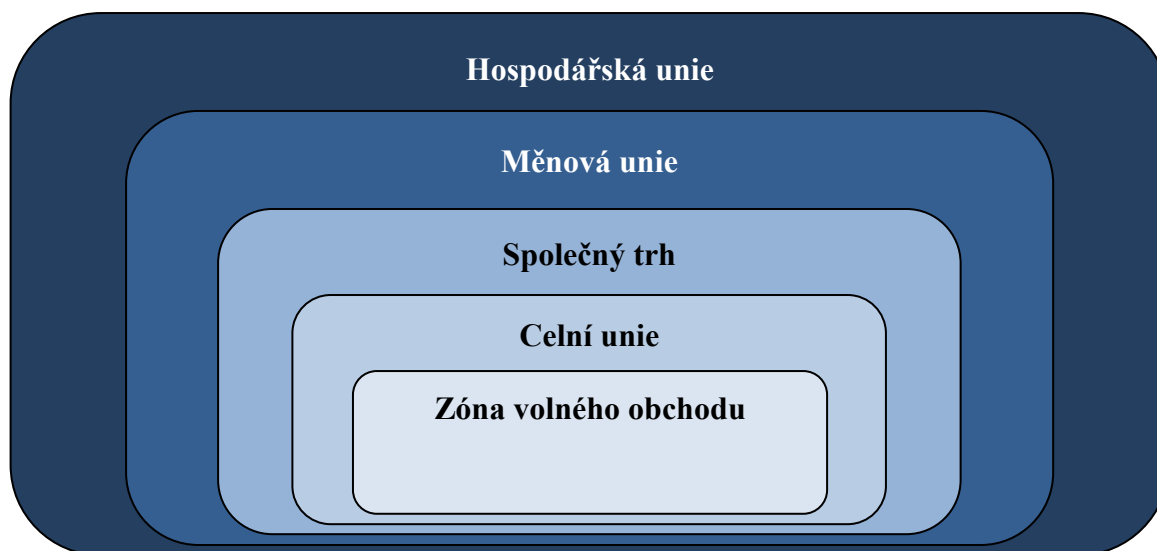 Hospodářská unie
Měnová unie
Společný trh
Celní unie
Zóna volného obchodu